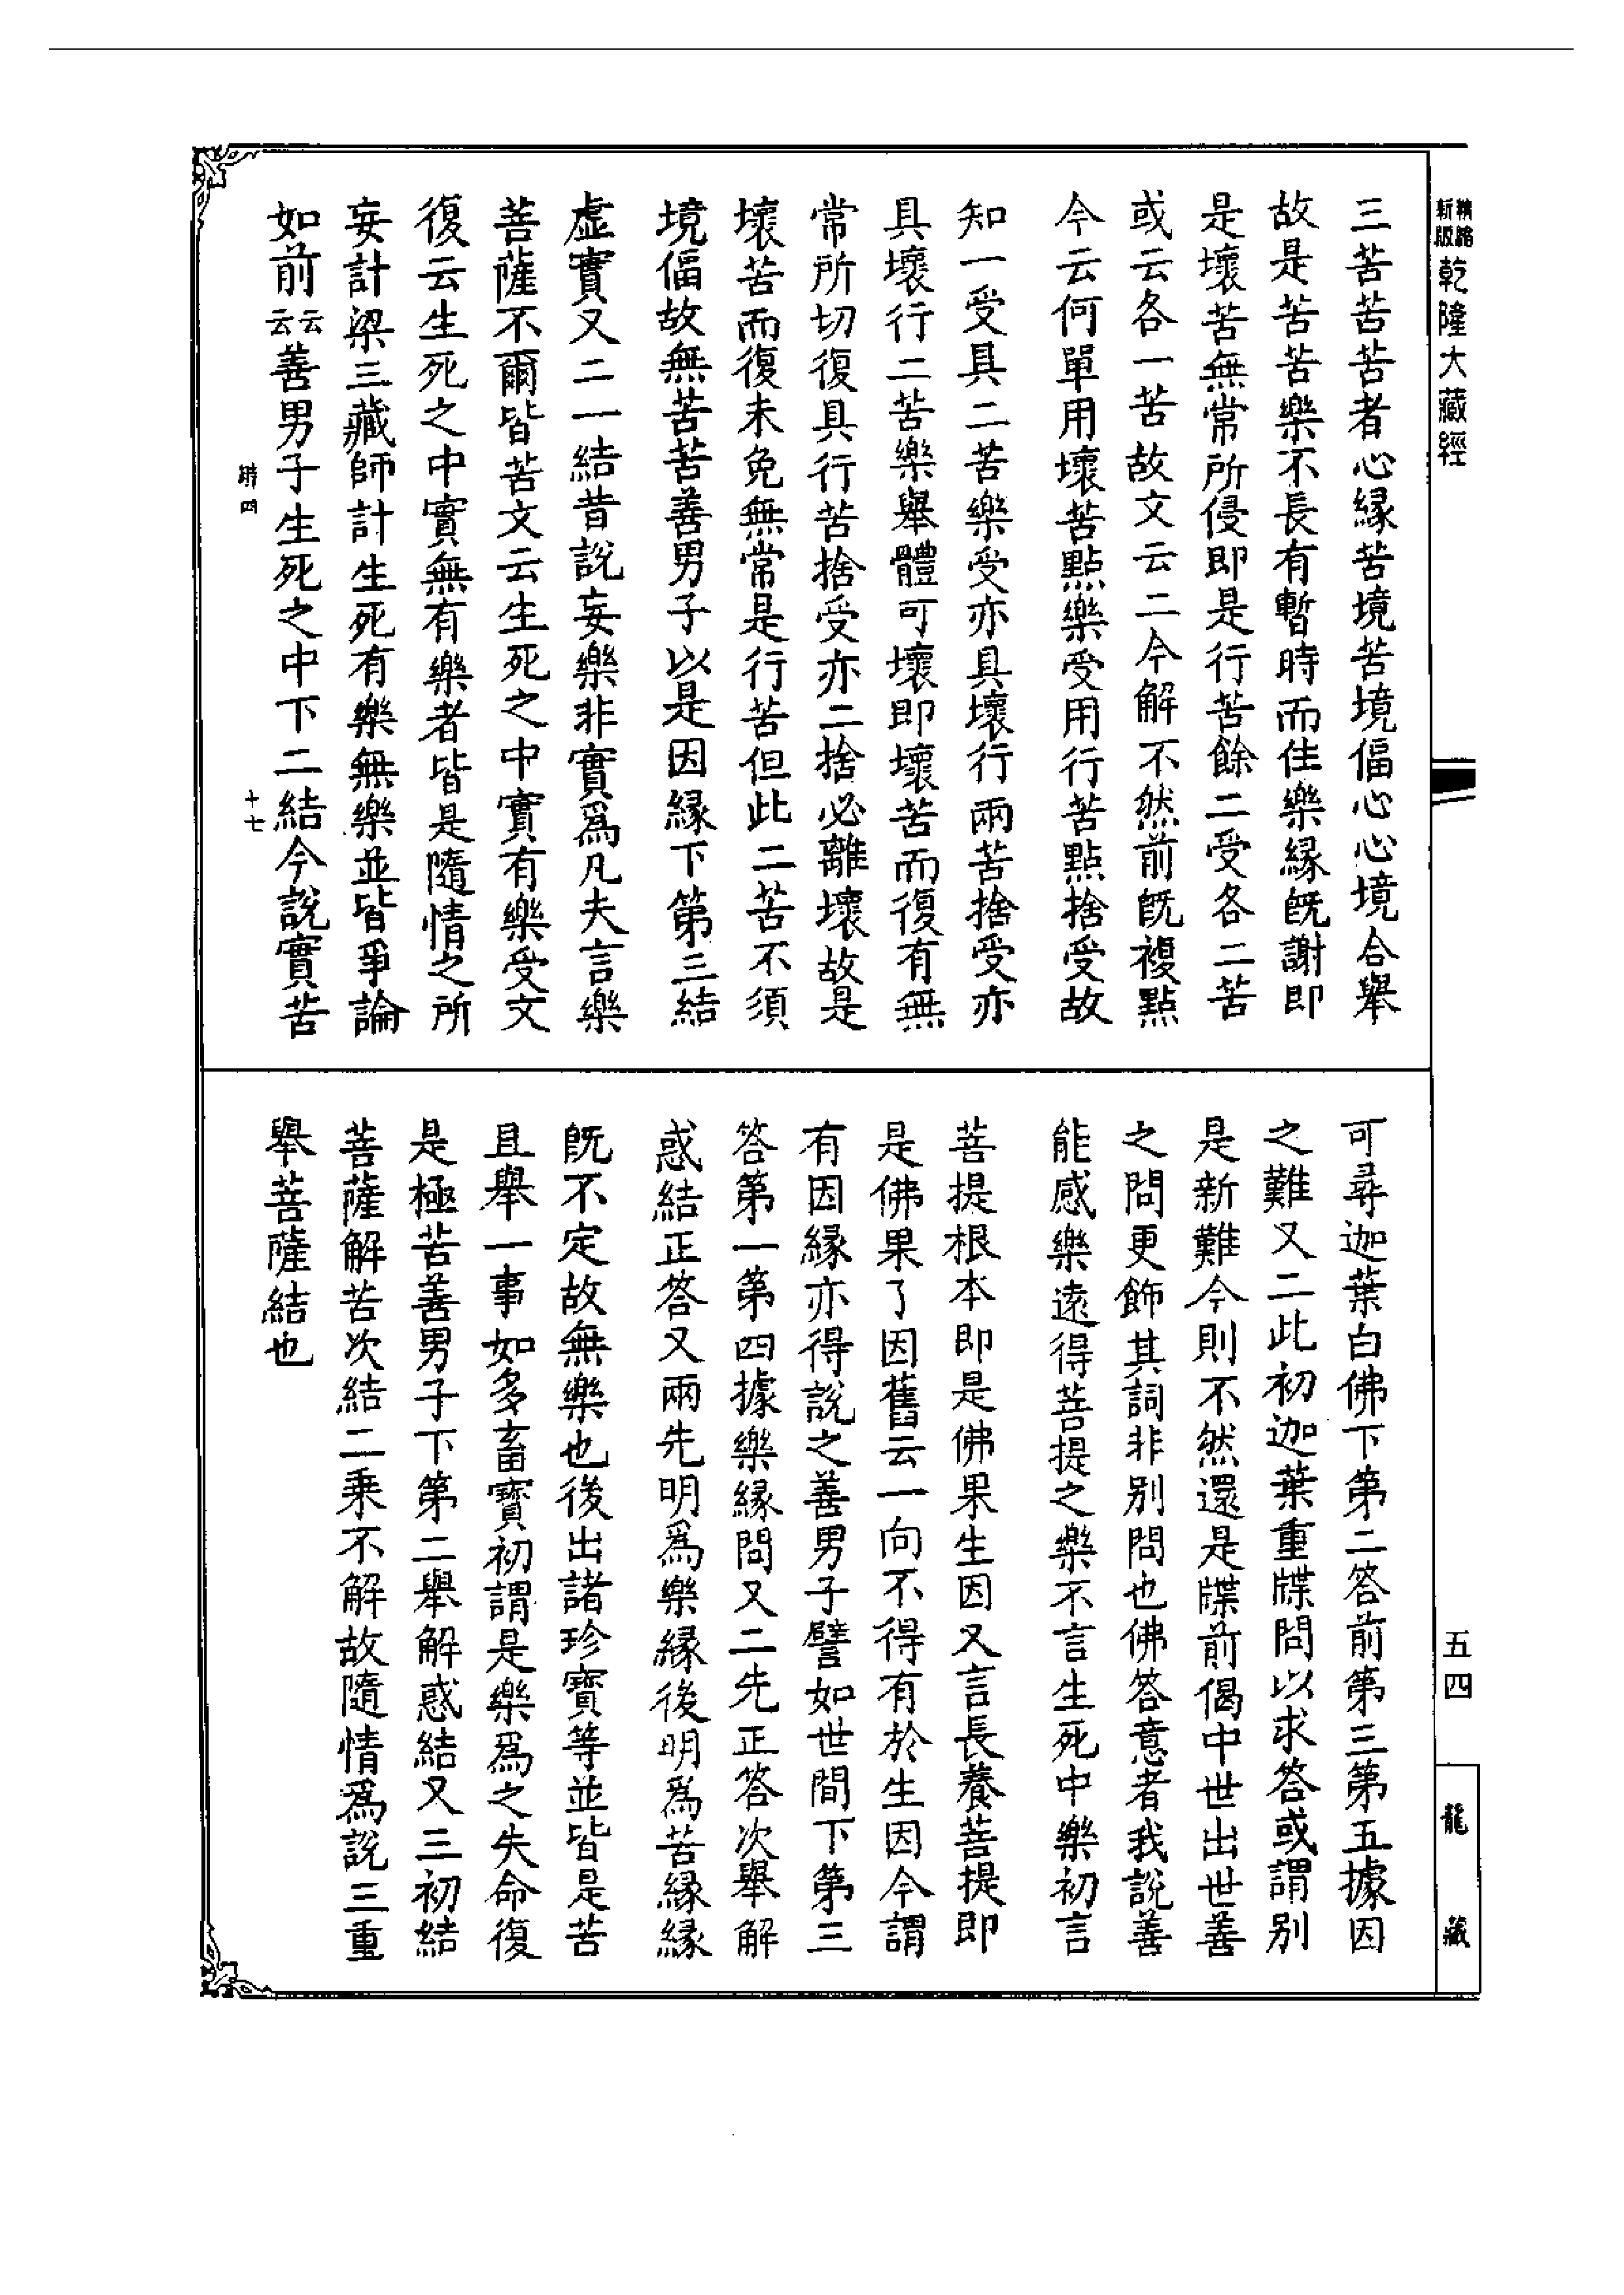 精縮
新版
乾隆大藏經
三苦苦苦者心緣苦境苦境偪心心境合舉
故是苦苦樂不長有暫時而住樂緣既謝即
是壞苦無常所侵即是行苦餘二受各二苦
或云各一苦故文云二今解不然前既複點
今云何單用壞苦點樂受用行苦點捨受故
知一受具二苦樂受亦具壞行兩苦捨受亦
具壞行二苦樂舉體可壞即壞苦而復有無
常所切復具行苦捨受亦二捨必離壞故是
壞苦而復未免無常是行苦但此二苦不須
境偪故無苦苦善男子以是因緣下第三結
虛實又二一結昔說妄樂非實爲凡夫言樂
菩薩不爾皆苦文云生死之中實有樂受文
復云生死之中實無有樂者皆是隨情之所
妄計梁三藏師計生死有樂無樂並皆爭論
如前云云善男子生死之中下二結今說實苦
十七
可尋迦葉白佛下第二答前第三第五據因
之難又二此初迦葉重牒問以求答或謂別
是新難今則不然還是牒前偈中世出世善
之問更飾其詞非別問也佛答意者我說善
能感樂遠得菩提之樂不言生死中樂初言
菩提根本即是佛果生因又言長養菩提即
是佛果了因舊云一向不得有於生因今謂
有因緣亦得說之善男子譬如世間下第三
答第一第四據樂緣問又二先正答次舉解
惑結正答又兩先明爲樂緣後明爲苦緣緣
既不定故無樂也後出諸珍寶等並皆是苦
且舉一事如多畜寶初謂是樂爲之失命復
是極苦善男子下第二舉解惑結又三初結
菩薩解苦次結二乘不解故隨情爲說三重
舉菩薩結也
五四
龍藏